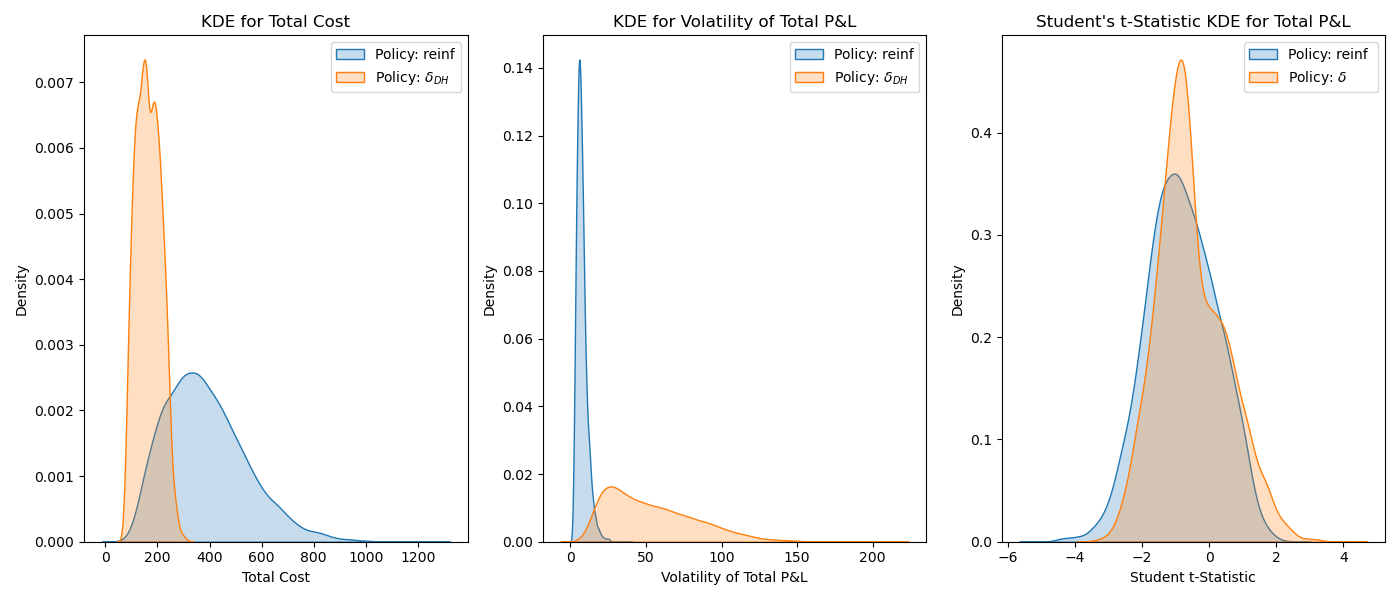 KDE for Total Cost
Policy: reinf
Policy: δ_DH
Density
0.007
0.006
0.005
0.004
0.003
0.002
0.001
0.000
0 200 400 600 800 1000 1200
Total Cost
KDE for Volatility of Total P&L
Policy: reinf
Policy: δ_DH
Density
0.14
0.12
0.10
0.08
0.06
0.04
0.02
0.00
0 50 100 150 200
Volatility of Total P&L
Student's t-Statistic KDE for Total P&L
Policy: reinf
Policy: δ
Density
0.4
0.3
0.2
0.1
0.0
−6 −4 −2 0 2 4
Student t-Statistic